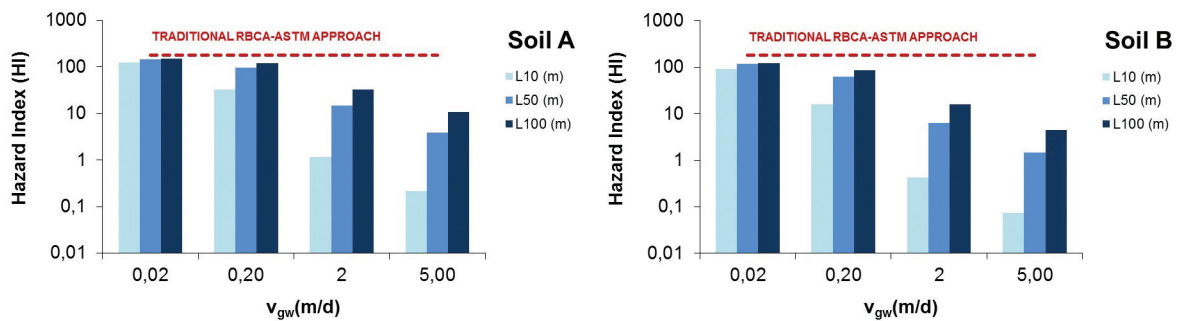 Hazard Index (HI)
1000
100
10
1
0,1
0,01
TRADITIONAL RBCA-ASTM APPROACH
0,02 0,20 2 5,00
v gw(m/d)
Soil A
L10 (m)
L50 (m)
L100 (m)
Hazard Index (HI)
1000
100
10
1
0,1
0,01
TRADITIONAL RBCA-ASTM APPROACH
0,02 0,20 2 5,00
v gw(m/d)
Soil B
L10 (m)
L50 (m)
L100 (m)